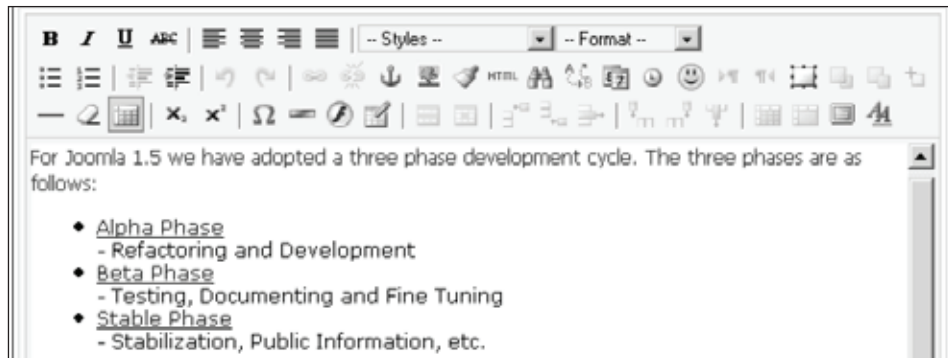 B I U ABC -- Styles -- -- Format --
HTML
For Joomla 1.5 we have adopted a three phase development cycle. The three phases are as
follows:
• Alpha Phase
- Refactoring and Development
• Beta Phase
- Testing, Documenting and Fine Tuning
• Stable Phase
- Stabilization, Public Information, etc.